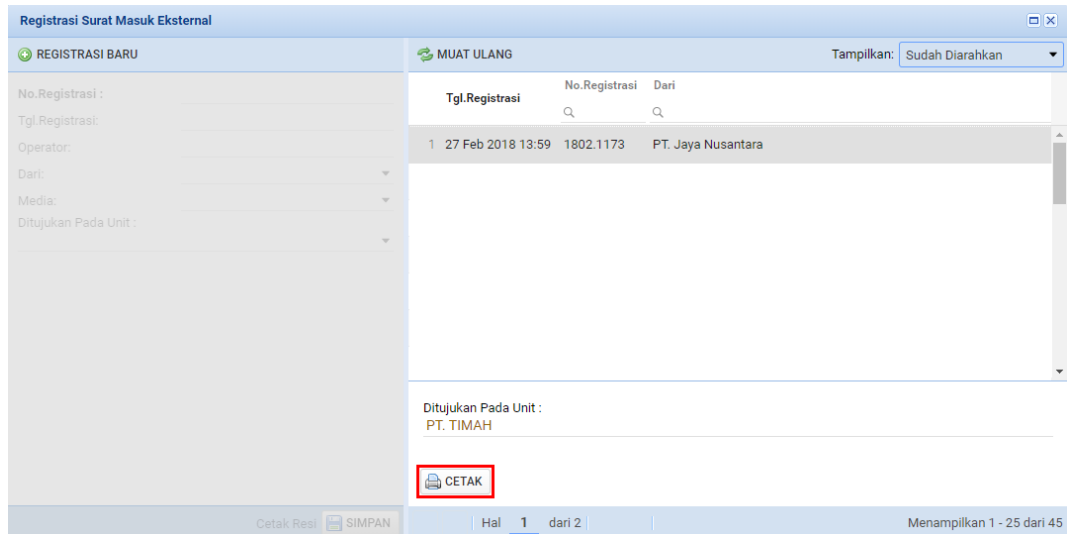 Registrasi Surat Masuk Eksternal
REGISTRASI BARU
No.Registrasi :
Tgl.Registrasi:
Operator:
Dari:
Media:
Ditujukan Pada Unit :
Cetak Resi SIMPAN
MUAT ULANG Tampilkan: Sudah Diarahkan
Tgl.Registrasi No.Registrasi Dari
1 27 Feb 2018 13:59 1802.1173 PT. Jaya Nusantara
Ditujukan Pada Unit :
PT. TIMAH
CETAK
Hal 1 dari 2 Menampilkan 1 - 25 dari 45